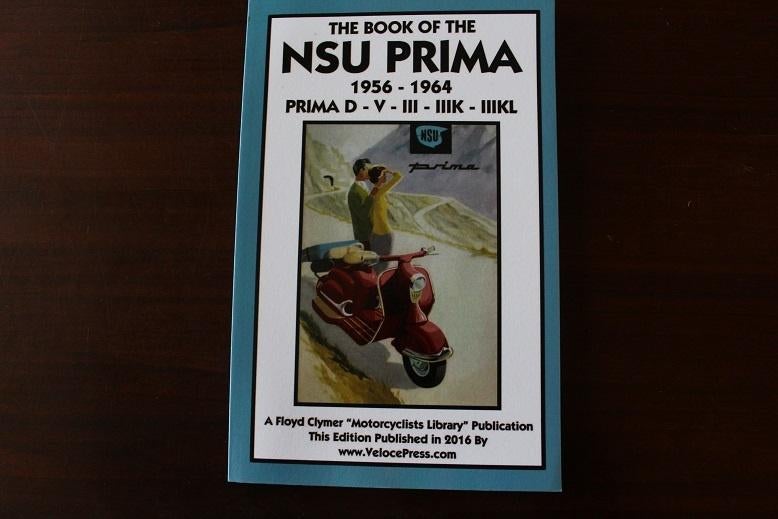 THE BOOK OF THE
NSU PRIMA
1956 - 1964
PRIMA D - V - III - IIIK - IIIKL
NSU
prima
A Floyd Clymer "Motorcyclists Library" Publication
This Edition Published in 2016 By
www.VelocePress.com